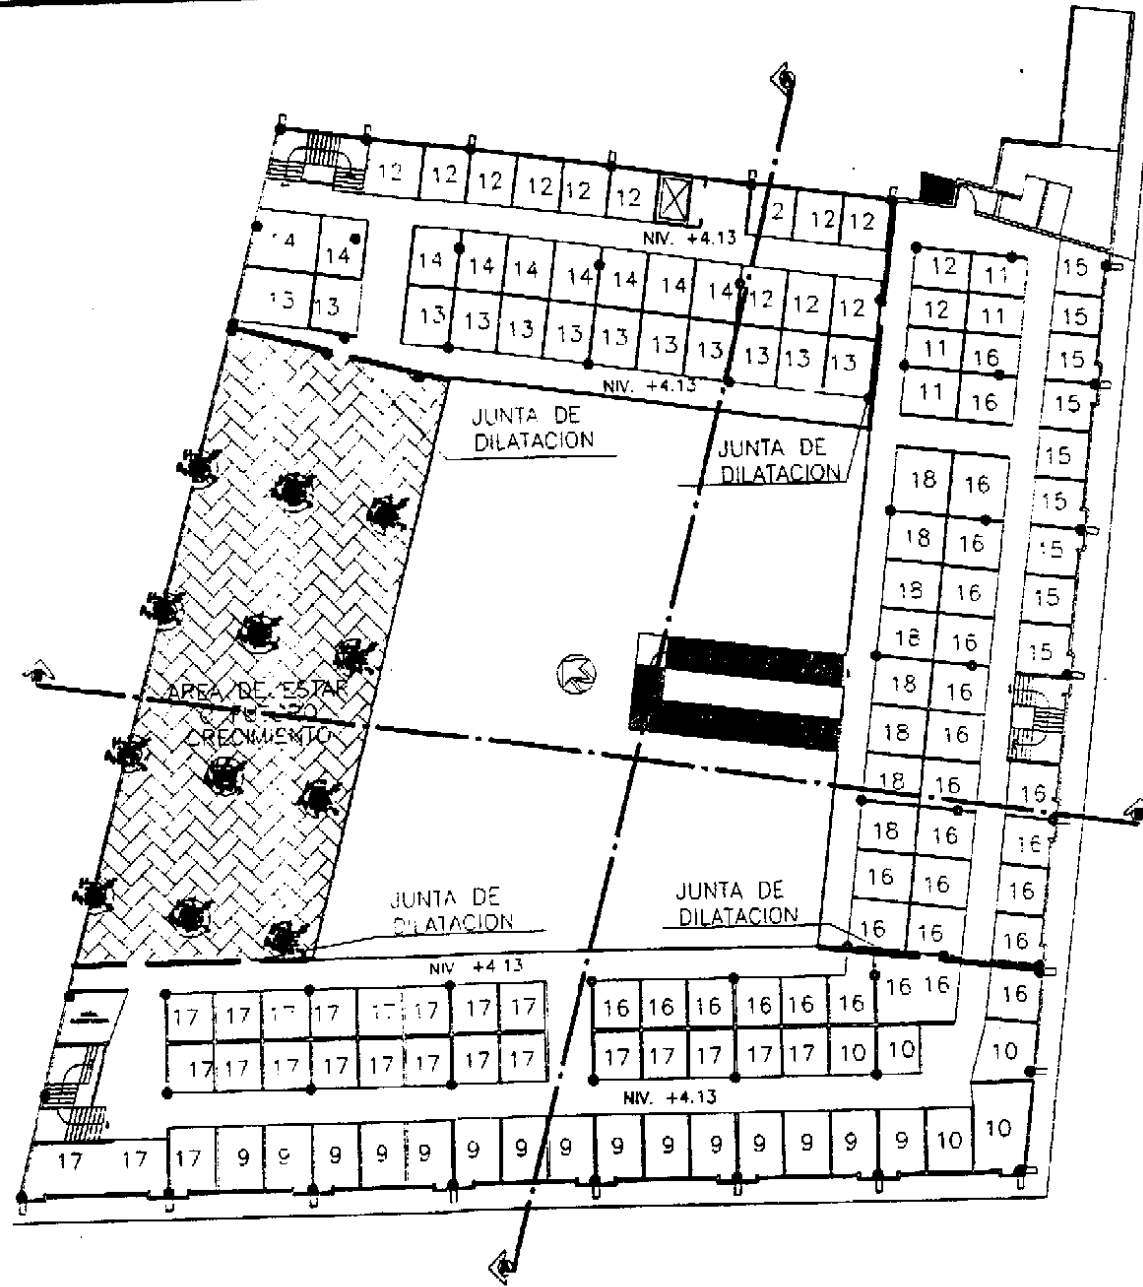 12 12 12 12 12 12 2 12 12
NIV. +4.13
14 14 14 14 14 14 14 14 14 12 12 12
13 13 13 13 13 13 13 13 13 13 13 13
NIV. +4.13
12 11 15
12 11 15
11 16 15
11 16 15
JUNTA DE
DILATACION
JUNTA DE
DILATACION
15
18 16 15
18 16 15
18 16 15
18 16 15
18 16
18 16
18 16 16
18 16 16
16 16 16
16 16 16
AREA DE ESTAR
CRECIMIENTO
JUNTA DE
DILATACION
JUNTA DE
DILATACION
NIV +4.13
17 17 17 17 17 17 17 17 16 16 16 16 16 16 16 16 16
17 17 17 17 17 17 17 17 17 17 17 17 17 10 10 10
NIV. +4.13
17 17 17 9 9 9 9 9 9 9 9 9 9 9 9 9 9 9 10 10